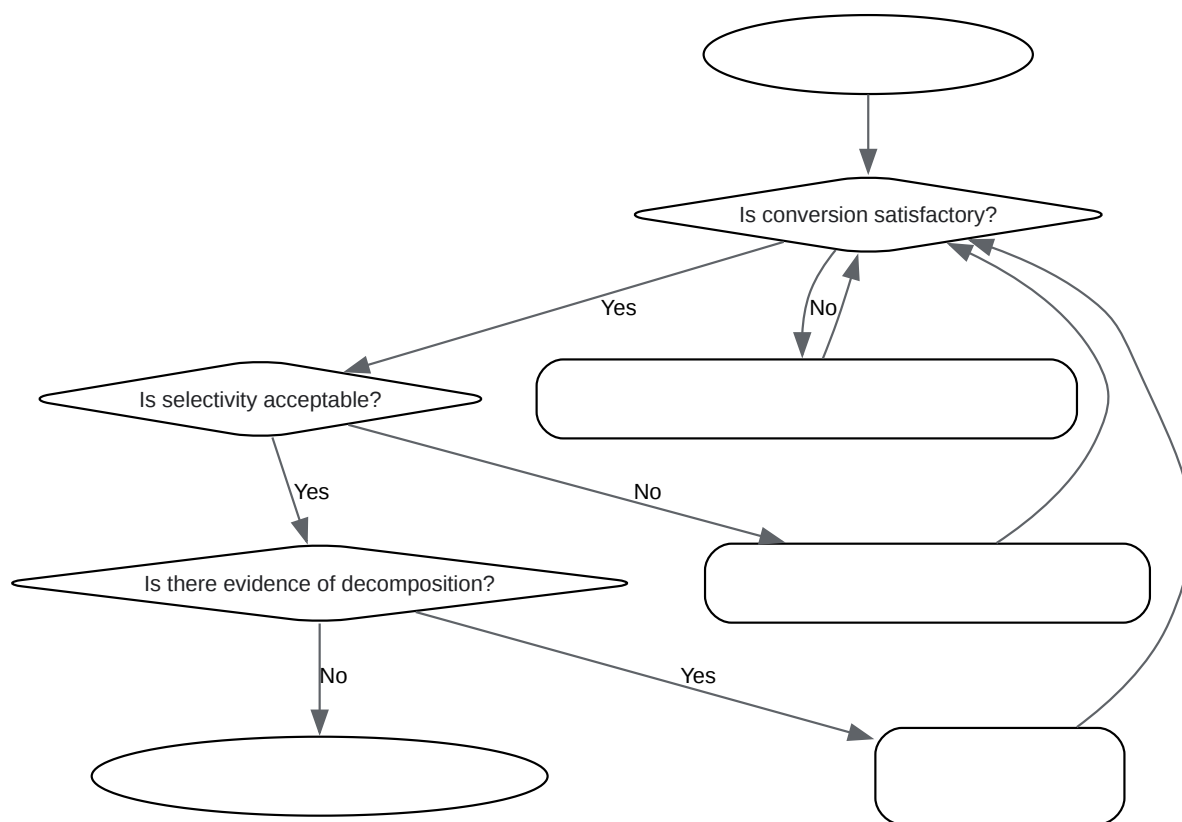 Is conversion satisfactory?
No
Yes
Is selectivity acceptable?
Yes
No
Is there evidence of decomposition?
No
Yes